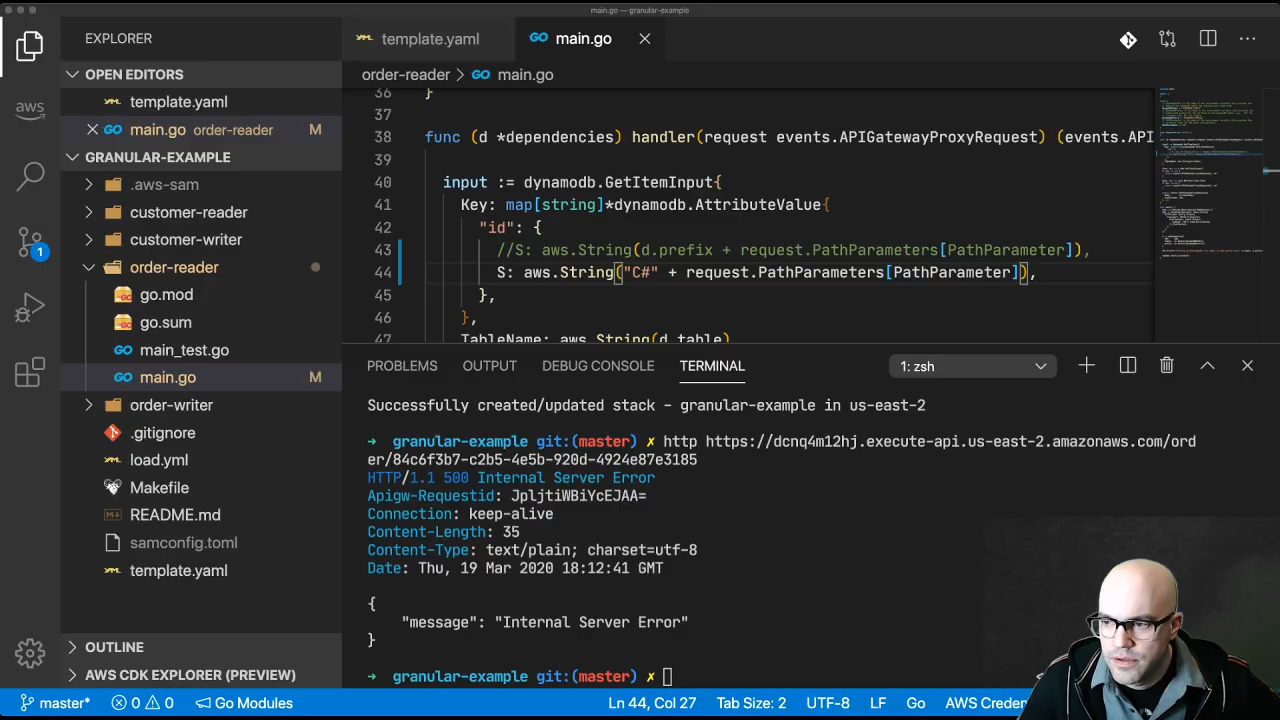 main.go — granular-example
EXPLORER
OPEN EDITORS
template.yaml
main.go order-reader M
GRANULAR-EXAMPLE
.aws-sam
customer-reader
customer-writer
order-reader
go.mod
go.sum
main_test.go
main.go M
order-writer
.gitignore
load.yml
Makefile
README.md
samconfig.toml
template.yaml
OUTLINE
AWS CDK EXPLORER (PREVIEW)
aws
1
template.yaml
main.go
order-reader > main.go
36 }
37
38 func (d *dependencies) handler(request events.APIGatewayProxyRequest) (events.API
39
40 input := dynamodb.GetItemInput{
41 Key: map[string]*dynamodb.AttributeValue{
42 "id": {
43 //S: aws.String(d.prefix + request.PathParameters[PathParameter]),
44 S: aws.String("C#" + request.PathParameters[PathParameter]),
45 },
46 },
47 TableName: aws.String(d.table)
PROBLEMS OUTPUT DEBUG CONSOLE TERMINAL 1: zsh
Successfully created/updated stack - granular-example in us-east-2
➜ granular-example git:(master) ✗ http https://dcnq4m12hj.execute-api.us-east-2.amazonaws.com/ord
er/84c6f3b7-c2b5-4e5b-920d-4924e87e3185
HTTP/1.1 500 Internal Server Error
Apigw-Requestid: JpljtiWBiYcEJAA=
Connection: keep-alive
Content-Length: 35
Content-Type: text/plain; charset=utf-8
Date: Thu, 19 Mar 2020 18:12:41 GMT
{
"message": "Internal Server Error"
}
➜ granular-example git:(master) ✗
master* 0 0 Go Modules Ln 44, Col 27 Tab Size: 2 UTF-8 LF Go AWS Creden